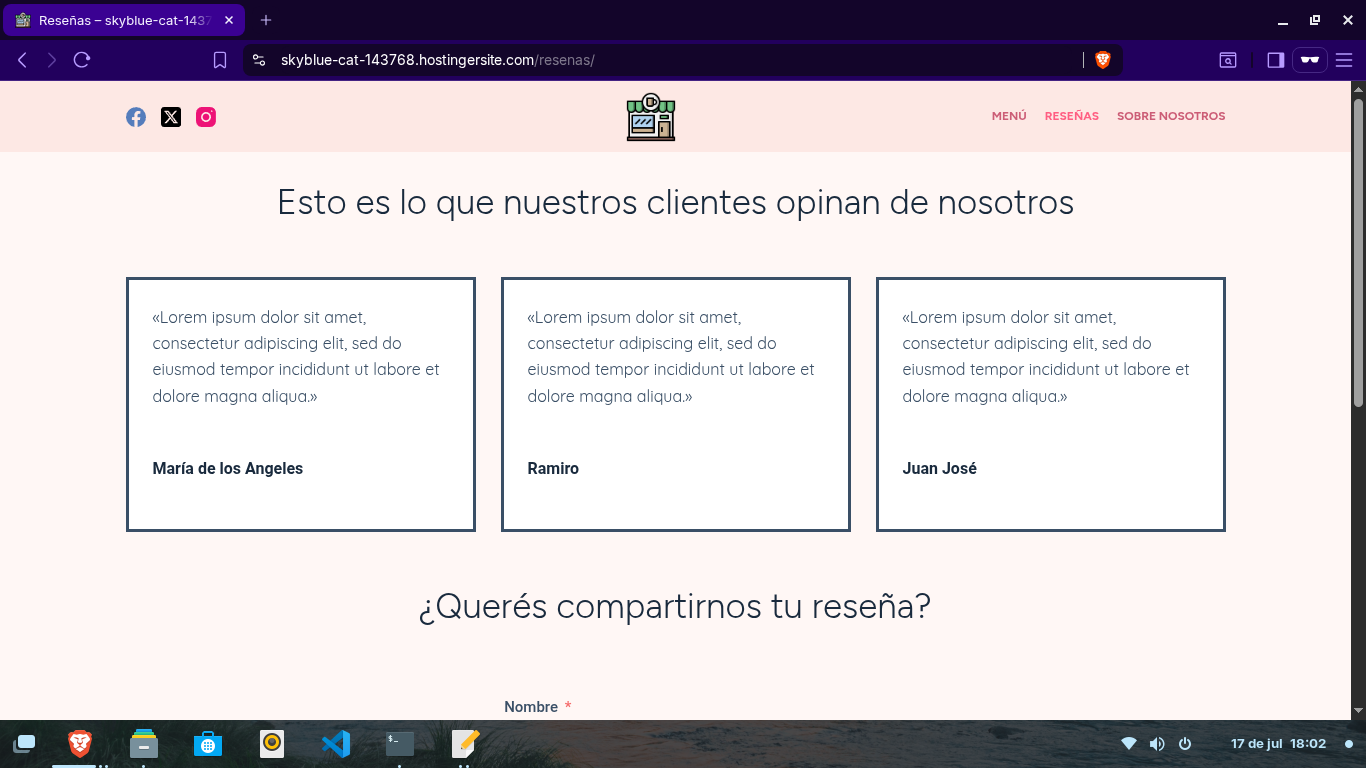 Reseñas – skyblue-cat-1437
skyblue-cat-143768.hostingersite.com/resenas/
MENÚ RESEÑAS SOBRE NOSOTROS
Esto es lo que nuestros clientes opinan de nosotros
«Lorem ipsum dolor sit amet,
consectetur adipiscing elit, sed do
eiusmod tempor incididunt ut labore et
dolore magna aliqua.»
María de los Angeles
«Lorem ipsum dolor sit amet,
consectetur adipiscing elit, sed do
eiusmod tempor incididunt ut labore et
dolore magna aliqua.»
Ramiro
«Lorem ipsum dolor sit amet,
consectetur adipiscing elit, sed do
eiusmod tempor incididunt ut labore et
dolore magna aliqua.»
Juan José
¿Querés compartirnos tu reseña?
Nombre *
$_
17 de jul 18:02